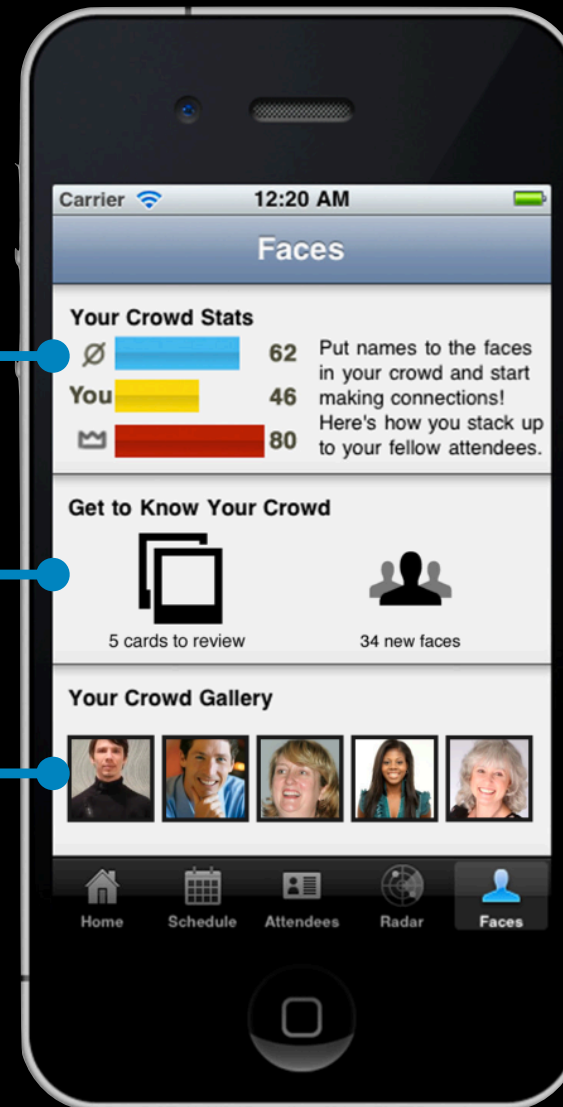 Carrier 12:20 AM
Faces
Your Crowd Stats
Ø 62
You 46
80
Put names to the faces
in your crowd and start
making connections!
Here's how you stack up
to your fellow attendees.
Get to Know Your Crowd
5 cards to review 34 new faces
Your Crowd Gallery
Home Schedule Attendees Radar Faces